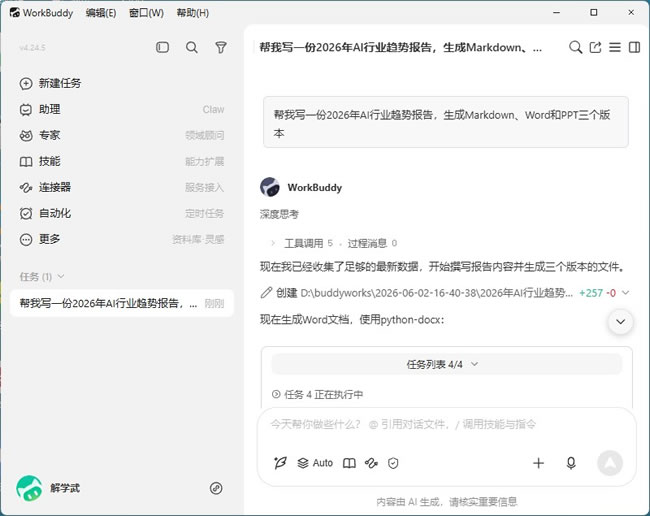 WorkBuddy 编辑(E) 窗口(W) 帮助(H)
v4.24.5
新建任务
助理 Claw
专家 领域顾问
技能 能力扩展
连接器 服务接入
自动化 定时任务
更多 资料库·灵感
任务 (1)
帮我写一份2026年AI行业趋势报告，... 刚刚
解学武
帮我写一份2026年AI行业趋势报告，生成Markdown、...
帮我写一份2026年AI行业趋势报告，生成Markdown、Word和PPT三个版
本
WorkBuddy
深度思考
工具调用 5 · 过程消息 0
现在我已经收集了足够的最新数据，开始撰写报告内容并生成三个版本的文件。
创建 D:\buddyworks\2026-06-02-16-40-38\2026年AI行业趋势... +257 -0
现在生成Word文档，使用python-docx：
任务列表 4/4
任务 4 正在执行中
今天帮你做些什么？ @ 引用对话文件，/ 调用技能与指令
Auto
内容由 AI 生成，请核实重要信息